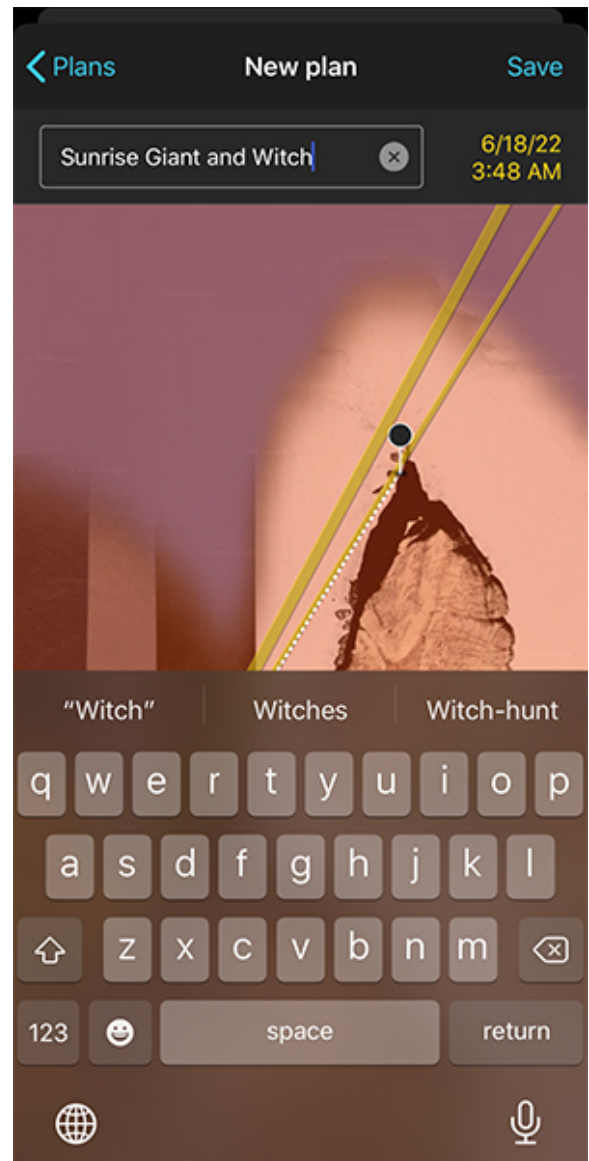 Plans New plan Save
Sunrise Giant and Witch 6/18/22
3:48 AM
“Witch” Witches Witch-hunt
q w e r t y u i o p
a s d f g h j k l
z x c v b n m
123 space return